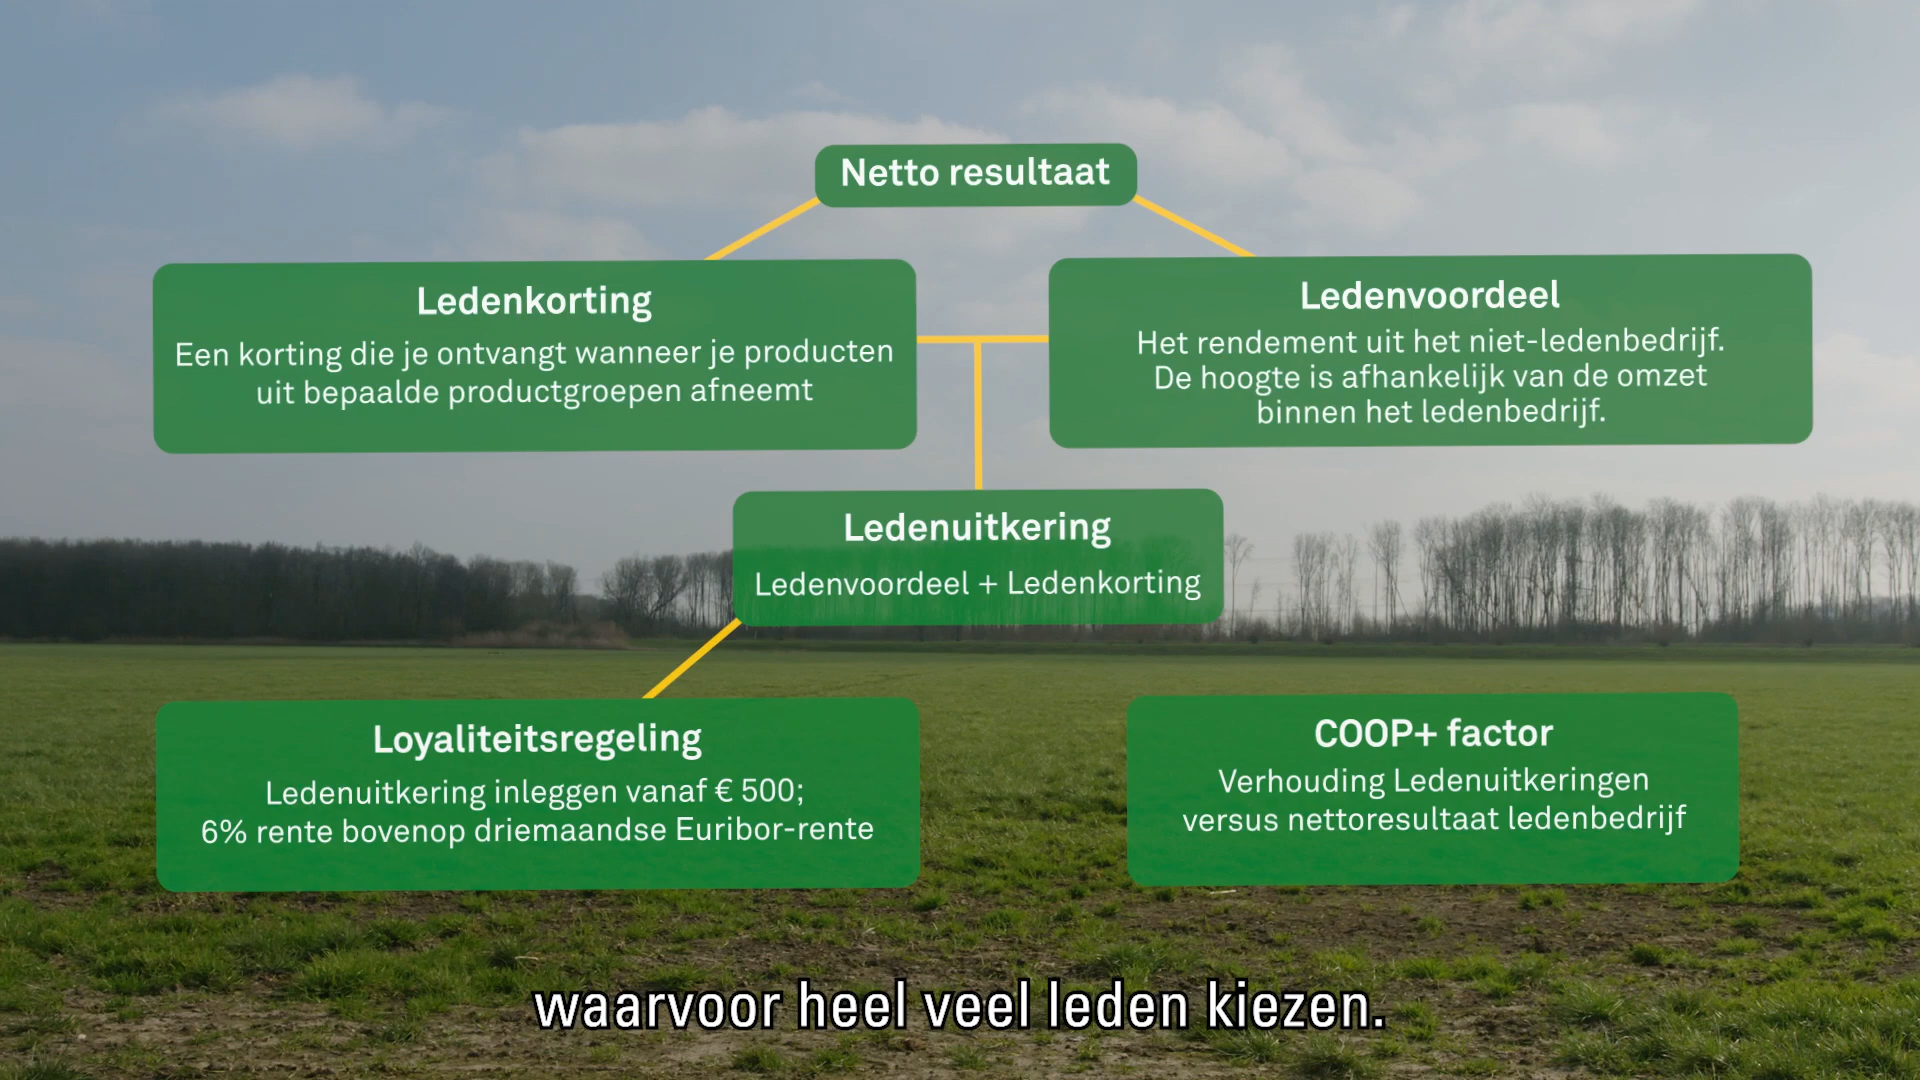 Netto resultaat
Ledenkorting
Een korting die je ontvangt wanneer je producten
uit bepaalde productgroepen afneemt
Ledenvoordeel
Het rendement uit het niet-ledenbedrijf.
De hoogte is afhankelijk van de omzet
binnen het ledenbedrijf.
Ledenuitkering
Ledenvoordeel + Ledenkorting
Loyaliteitsregeling
Ledenuitkering inleggen vanaf € 500;
6% rente bovenop driemaandse Euribor-rente
COOP+ factor
Verhouding Ledenuitkeringen
versus nettoresultaat ledenbedrijf
waarvoor heel veel leden kiezen.